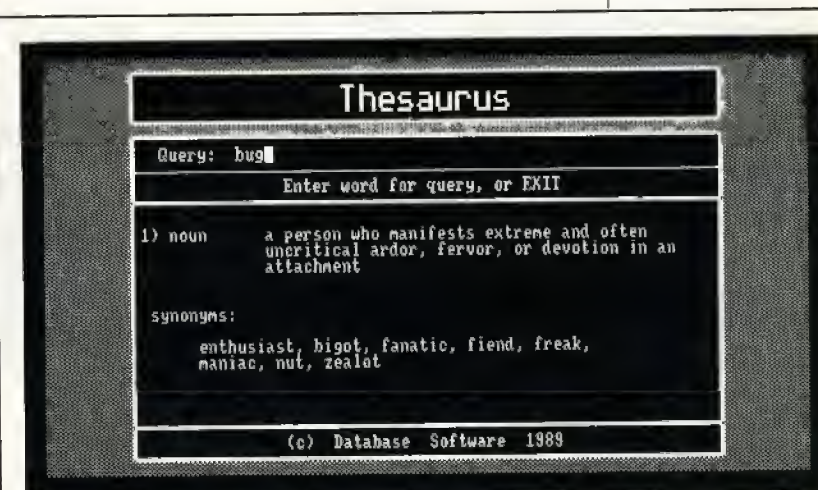 Thesaurus
Query: bug
Enter word for query, or EXIT
1) noun a person who manifests extreme and often
uncritical ardor, fervor, or devotion in an
attachment
synonyms:
enthusiast, bigot, fanatic, fiend, freak,
maniac, nut, zealot
(c) Database Software 1989